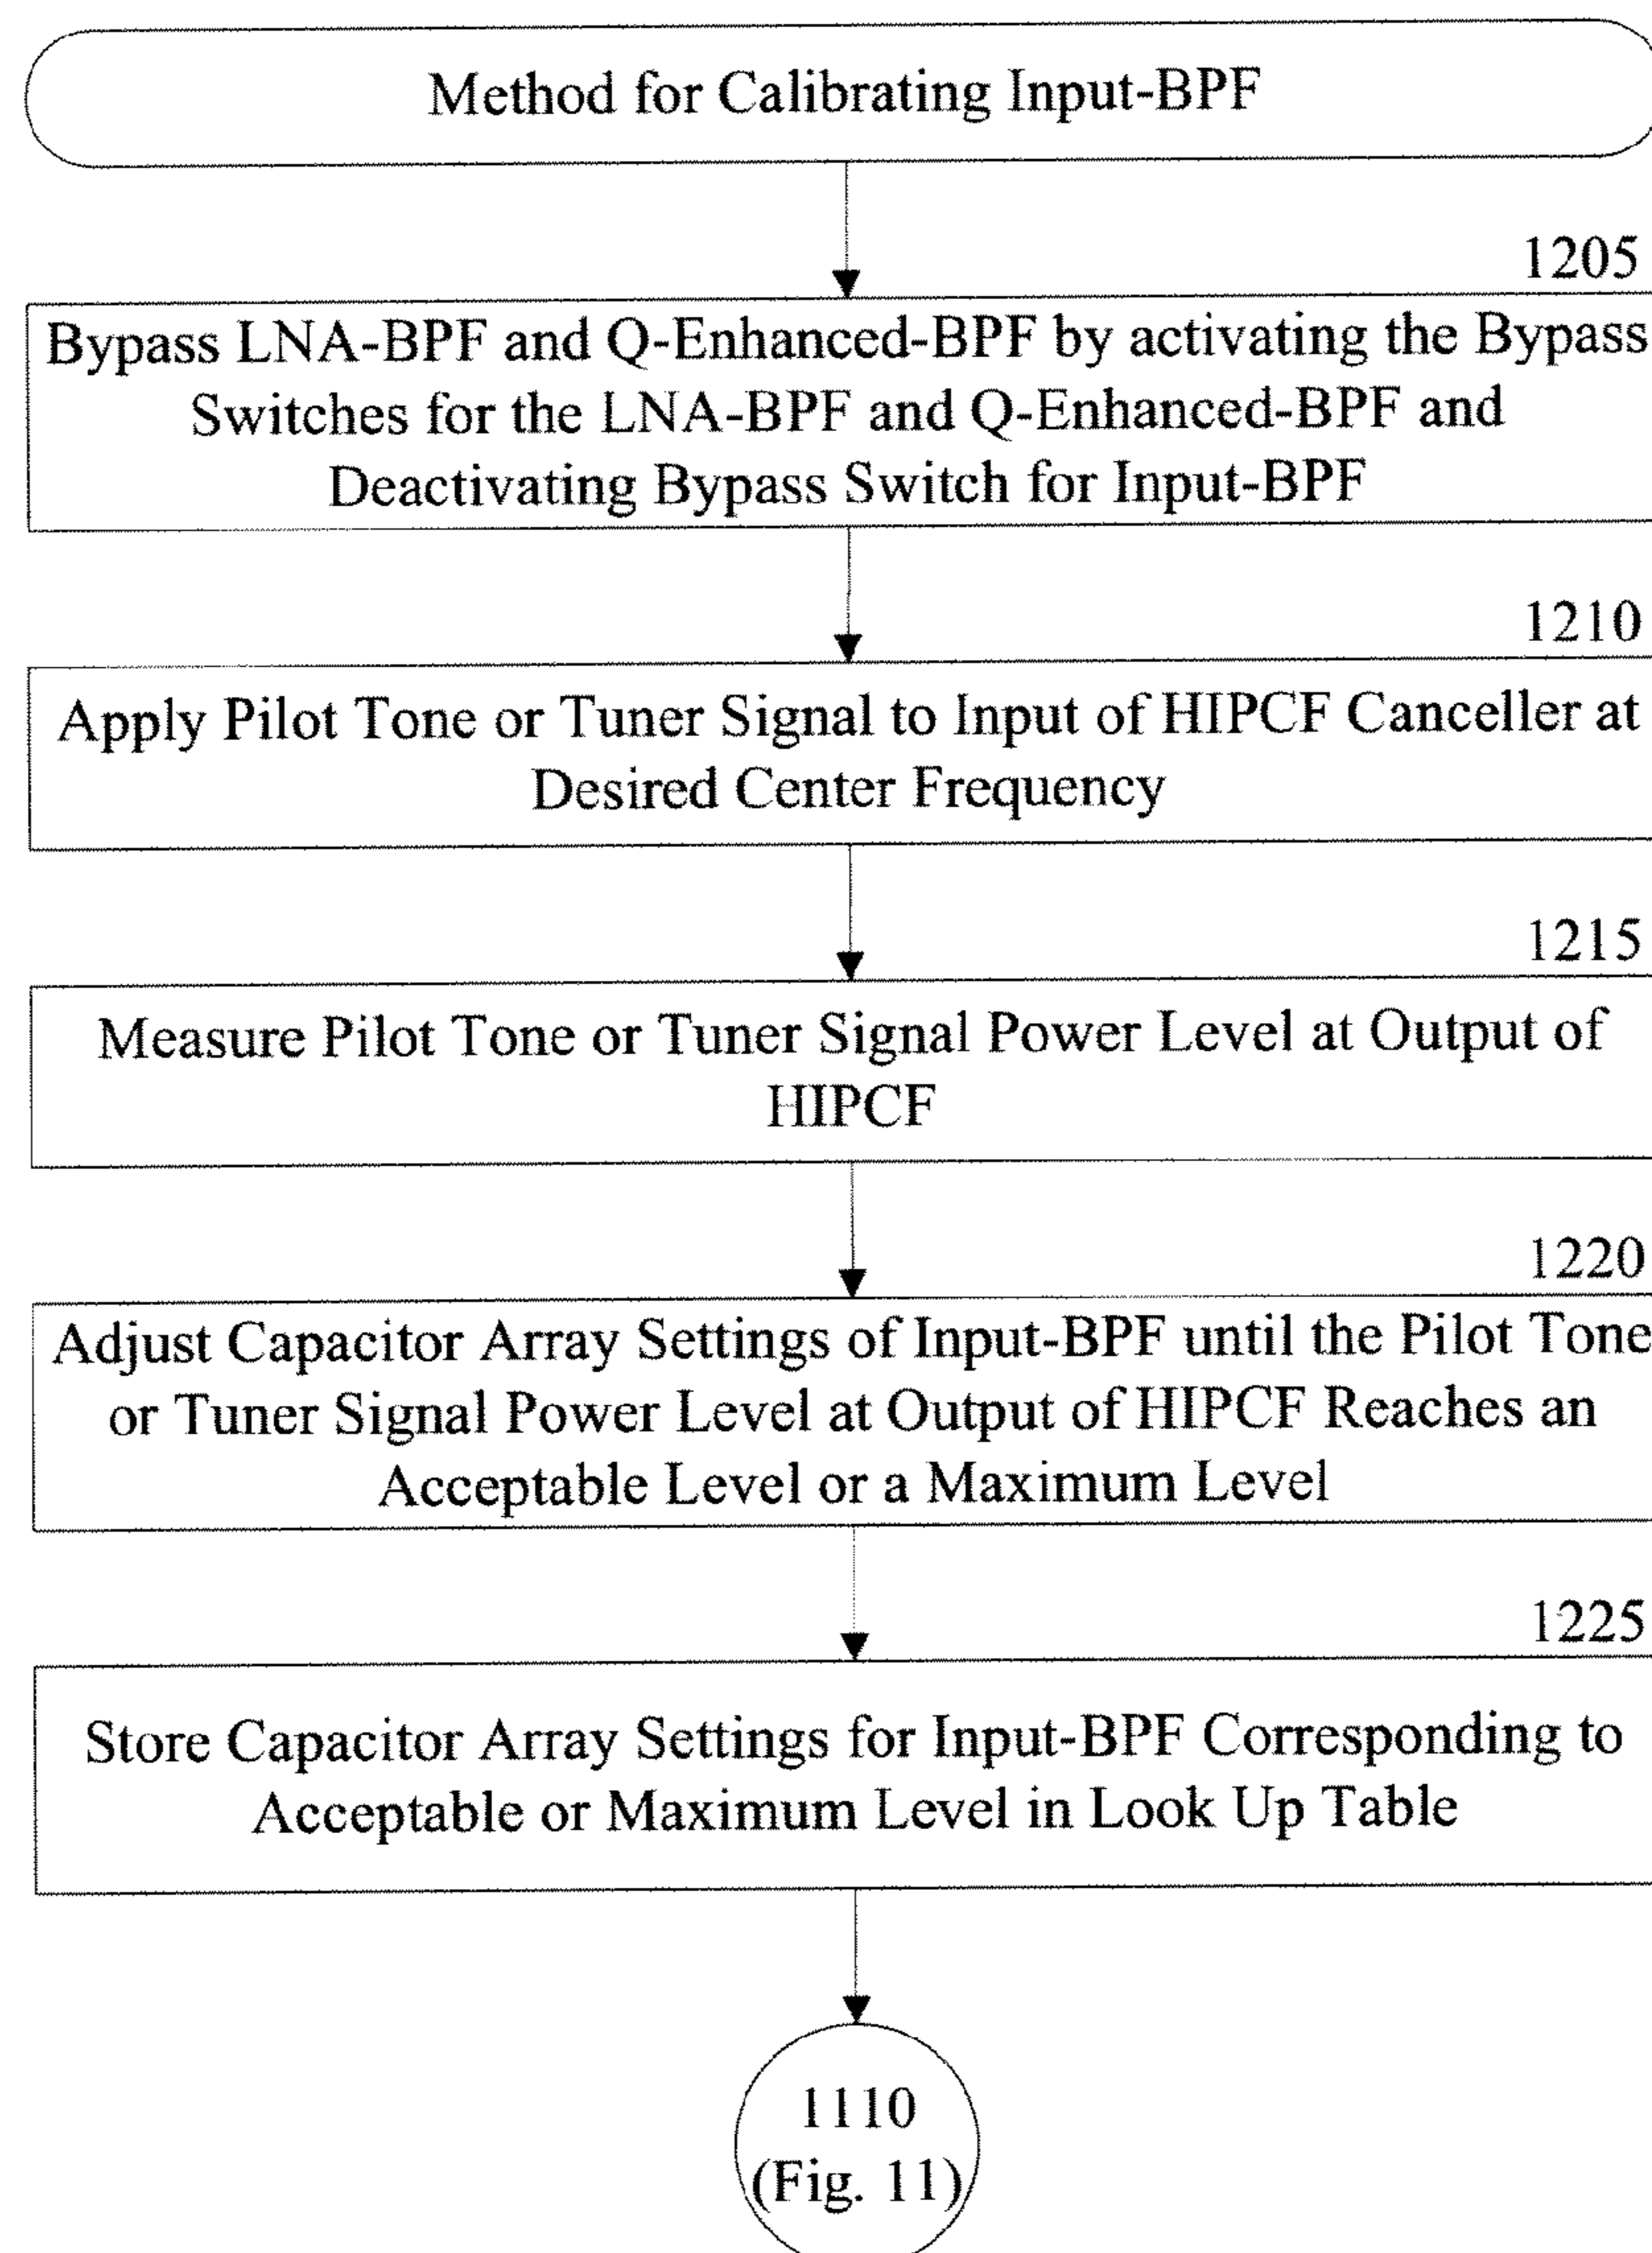 Method for Calibrating Input-BPF
1205
Bypass LNA-BPF and Q-Enhanced-BPF by activating the Bypass
Switches for the LNA-BPF and Q-Enhanced-BPF and
Deactivating Bypass Switch for Input-BPF
1210
Apply Pilot Tone or Tuner Signal to Input of HIPCF Canceller at
Desired Center Frequency
1215
Measure Pilot Tone or Tuner Signal Power Level at Output of
HIPCF
1220
Adjust Capacitor Array Settings of Input-BPF until the Pilot Tone
or Tuner Signal Power Level at Output of HIPCF Reaches an
Acceptable Level or a Maximum Level
1225
Store Capacitor Array Settings for Input-BPF Corresponding to
Acceptable or Maximum Level in Look Up Table
1110
(Fig. 11)